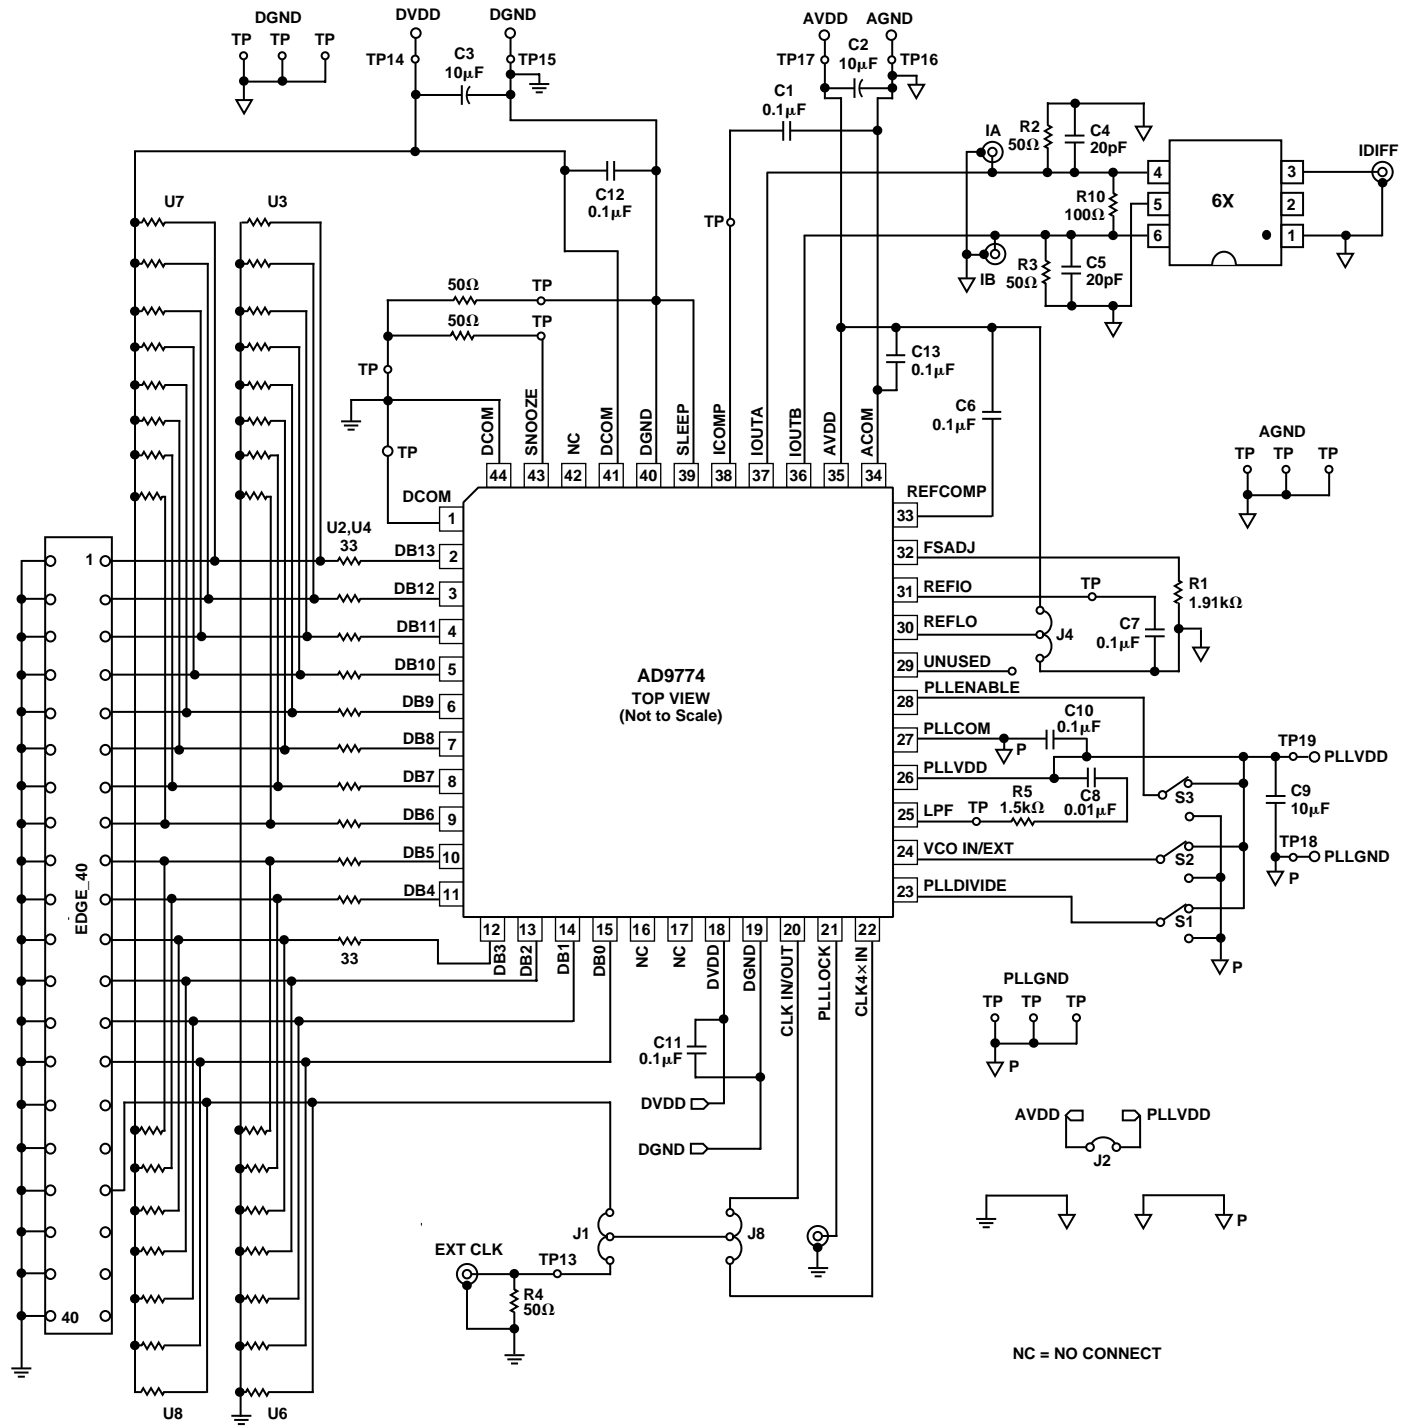 DGND
TP TP TP
DVDD
DGND
TP14
C3
10µF
TP15
AVDD
AGND
TP17
C2
10µF
TP16
C1
0.1µF
C12
0.1µF
TP
IA
R2
50Ω
C4
20pF
R10
100Ω
IB
R3
50Ω
C5
20pF
4
5
6
6X
3
2
1
IDIFF
U7
U3
50Ω
TP
50Ω
TP
TP
TP
C13
0.1µF
C6
0.1µF
AGND
TP TP TP
DCOM
SNOOZE
NC
DCOM
DGND
SLEEP
ICOMP
IOUTA
IOUTB
AVDD
ACOM
44 43 42 41 40 39 38 37 36 35 34
DCOM
1
U2,U4
33
DB13
2
DB12
3
DB11
4
DB10
5
DB9
6
DB8
7
DB7
8
DB6
9
DB5
10
DB4
11
33
1
EDGE_40
40
AD9774
TOP VIEW
(Not to Scale)
REFCOMP
33
32
FSADJ
31
REFIO
TP
30
REFLO
29
UNUSED
28
PLLENABLE
27
PLLCOM
26
PLLVDD
25
LPF
TP
24
VCO IN/EXT
23
PLLDIVIDE
R1
1.91kΩ
C7
0.1µF
J4
C10
0.1µF
P
R5
1.5kΩ
C8
0.01µF
S3
S2
S1
P
TP19
PLLVDD
C9
10µF
TP18
PLLGND
P
12 13 14 15 16 17 18 19 20 21 22
DB3
DB2
DB1
DB0
NC
NC
DVDD
DGND
CLK IN/OUT
PLLLOCK
CLK4×IN
C11
0.1µF
DVDD
DGND
PLLGND
TP TP TP
P
AVDD
PLLVDD
J2
P
J1
J8
EXT CLK
TP13
R4
50Ω
U8
U6
NC = NO CONNECT